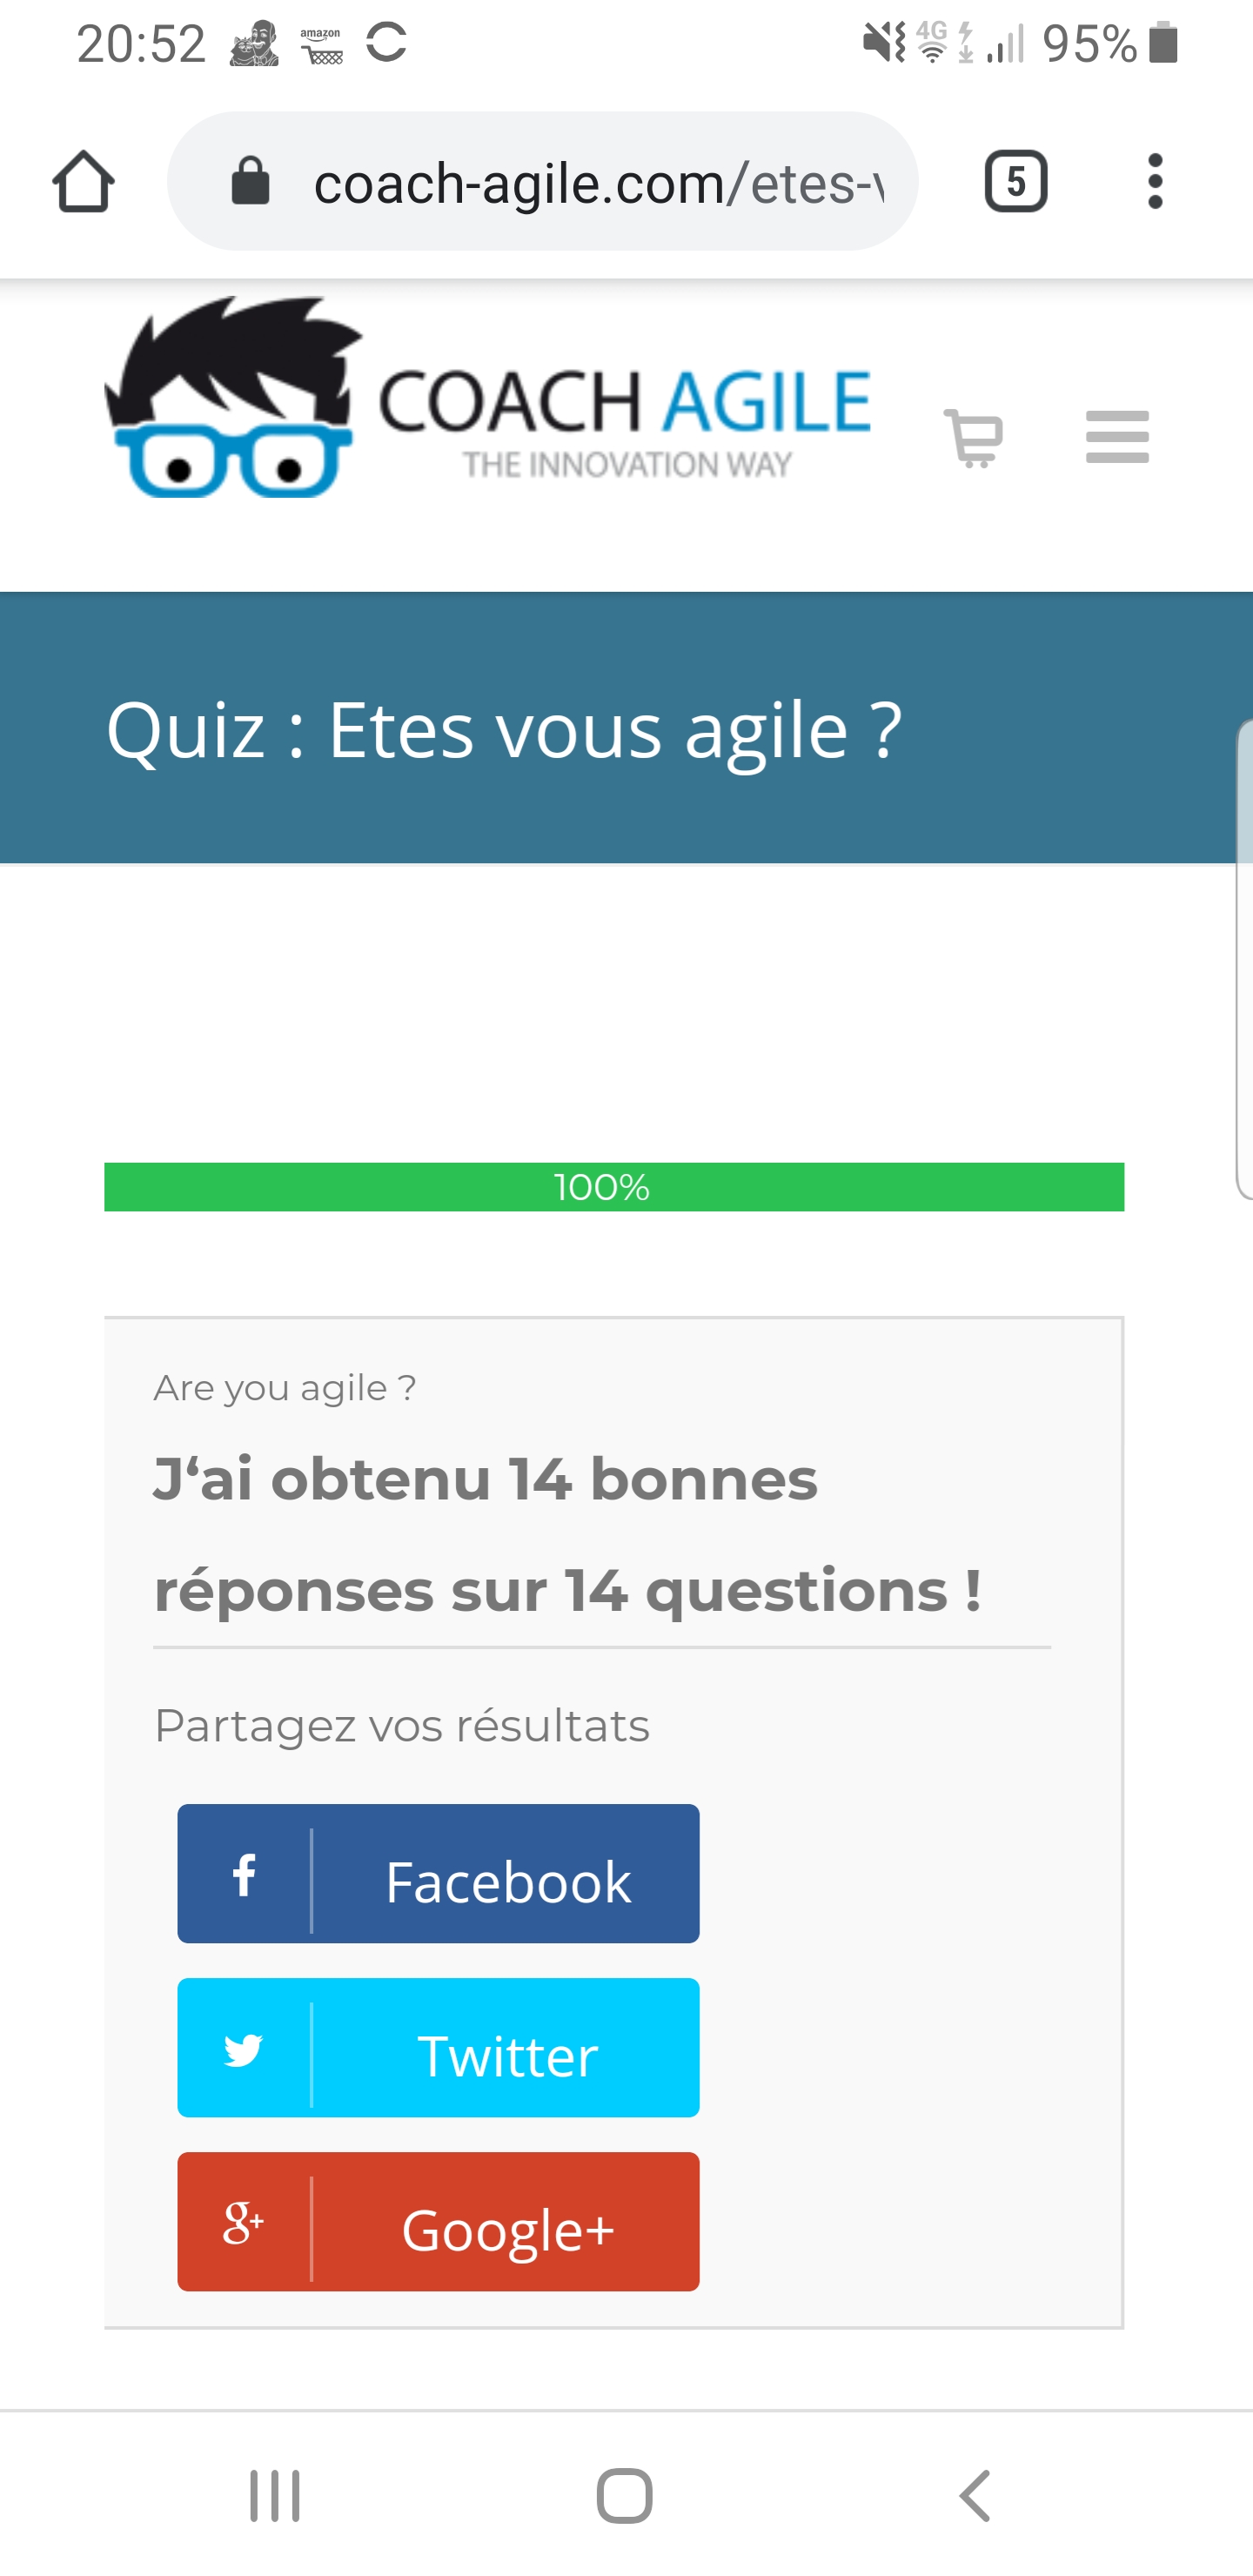 20:52 amazon 4G 95%
coach-agile.com/etes-v
5
COACH AGILE
THE INNOVATION WAY
Quiz : Etes vous agile ?
100%
Are you agile ?
J‘ai obtenu 14 bonnes
réponses sur 14 questions !
Partagez vos résultats
f Facebook
Twitter
g+ Google+